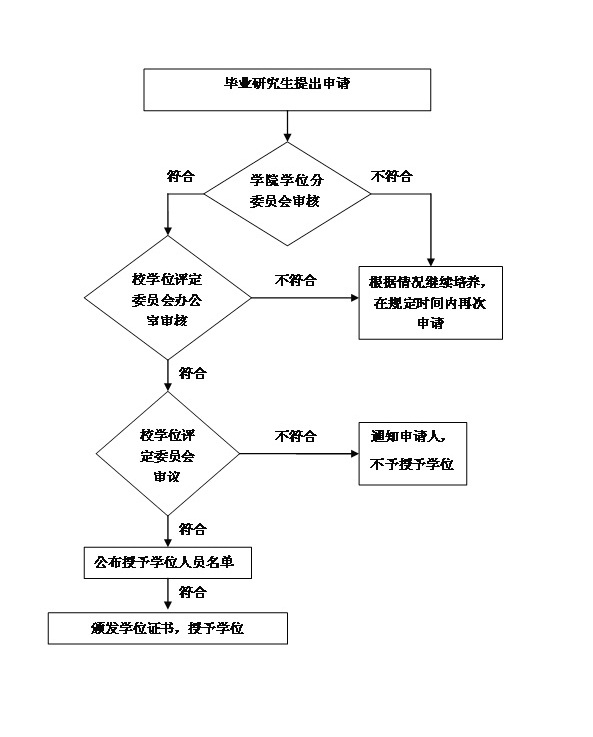 毕业研究生提出申请
符合
不符合
学院学位分
委员会审核
校学位评定
委员会办公
室审核
不符合
根据情况继续培养，
在规定时间内再次
申请
符合
校学位评
定委员会
审议
不符合
通知申请人，
不予授予学位
符合
公布授予学位人员名单
符合
颁发学位证书，授予学位